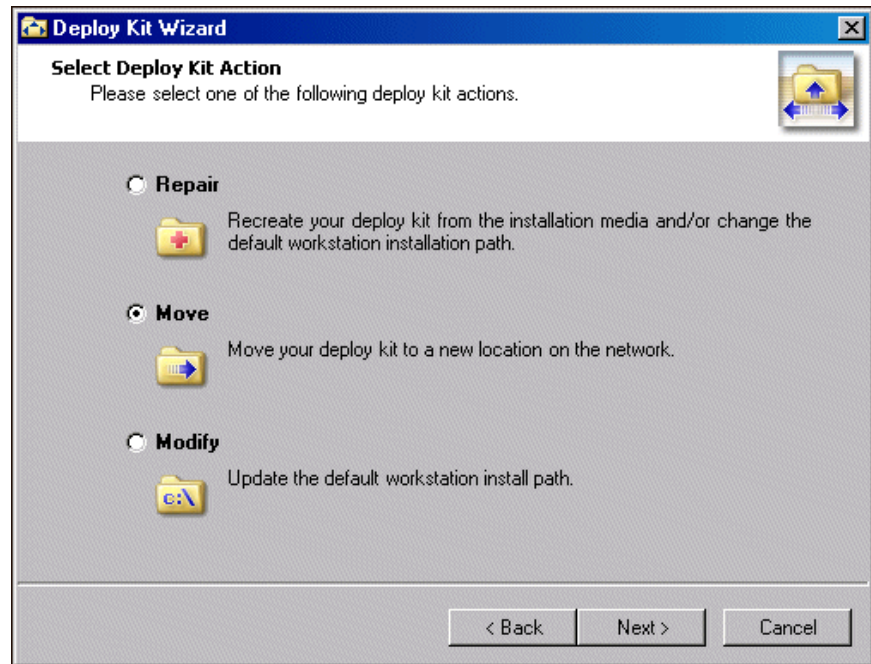 Deploy Kit Wizard
Select Deploy Kit Action
Please select one of the following deploy kit actions.
Repair
Recreate your deploy kit from the installation media and/or change the
default workstation installation path.
Move
Move your deploy kit to a new location on the network.
Modify
c:\
Update the default workstation install path.
< Back
Next >
Cancel